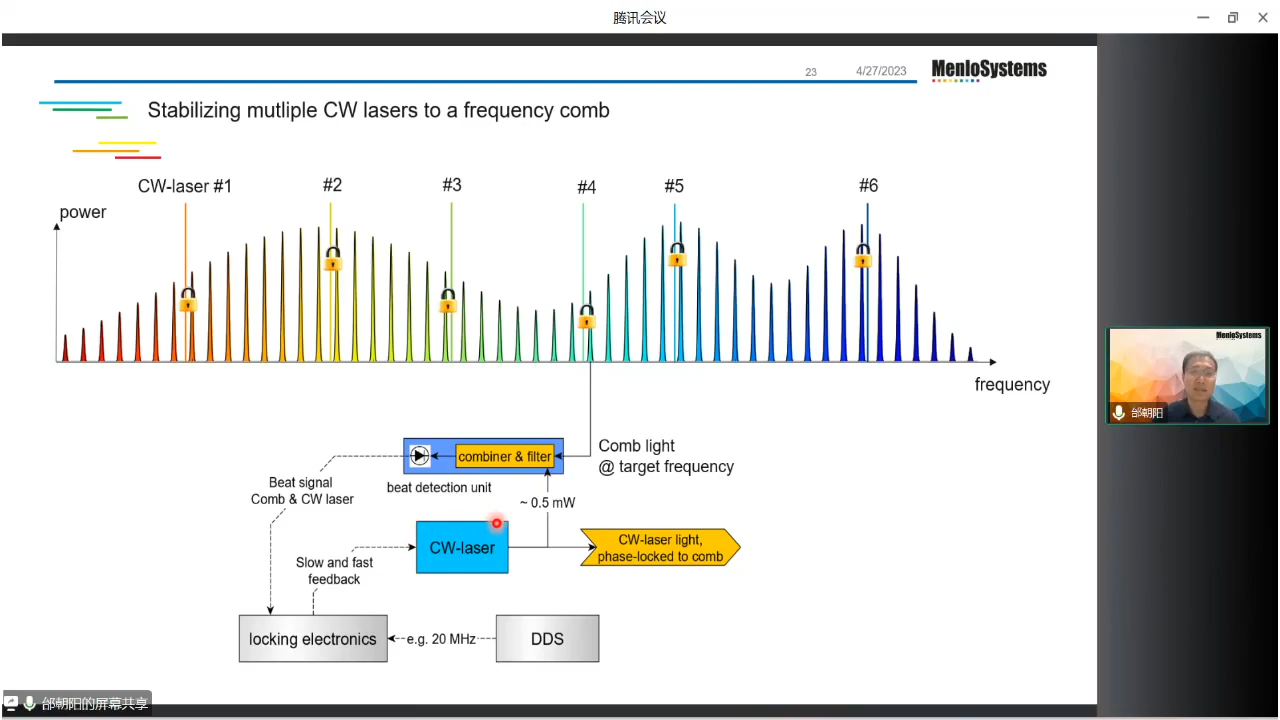 腾讯会议
23
4/27/2023
MenloSystems
Stabilizing mutliple CW lasers to a frequency comb
CW-laser #1
#2
#3
#4
#5
#6
power
frequency
Comb light
@ target frequency
combiner & filter
beat detection unit
Beat signal
Comb & CW laser
~ 0.5 mW
CW-laser
CW-laser light,
phase-locked to comb
Slow and fast
feedback
locking electronics
e.g. 20 MHz
DDS
MenloSystems
邰朝阳
邰朝阳的屏幕共享